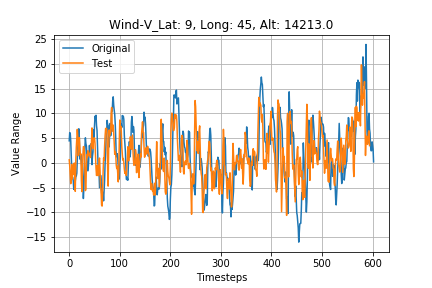 Wind-V_Lat: 9, Long: 45, Alt: 14213.0
Original
Test
Value Range
25
20
15
10
5
0
−5
−10
−15
0 100 200 300 400 500 600
Timesteps